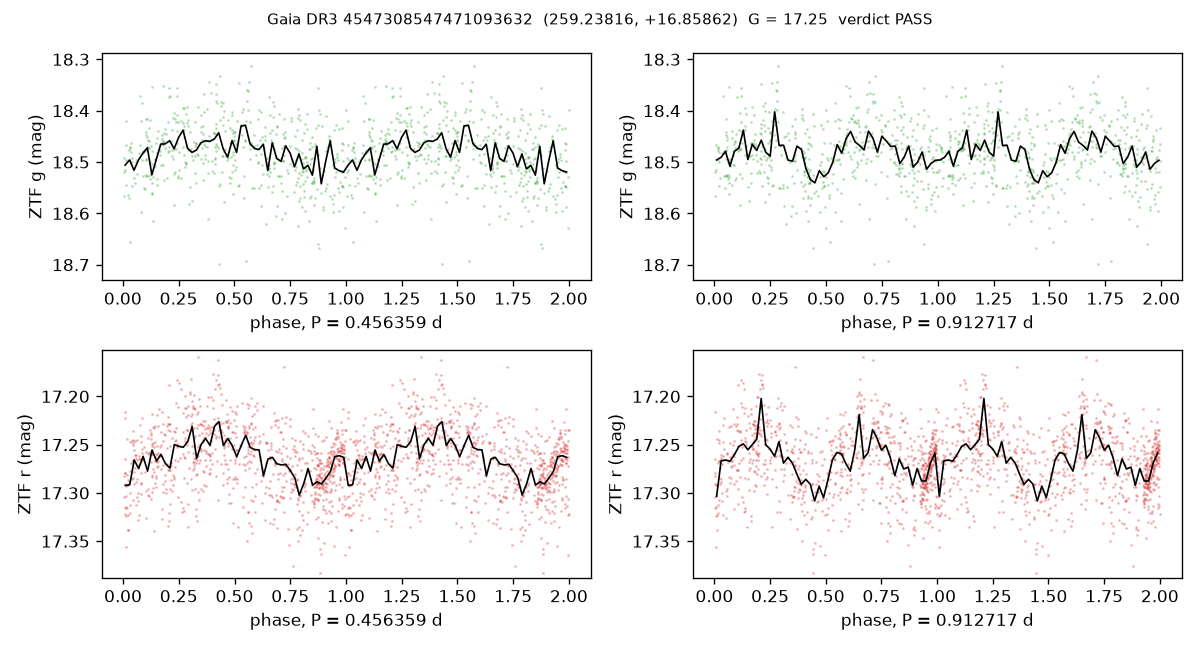 Gaia DR3 4547308547471093632 (259.23816, +16.85862) G = 17.25 verdict PASS
18.3
18.4
18.5
18.6
18.7
ZTF g (mag)
0.00 0.25 0.50 0.75 1.00 1.25 1.50 1.75 2.00
phase, P = 0.456359 d
18.3
18.4
18.5
18.6
18.7
ZTF g (mag)
0.00 0.25 0.50 0.75 1.00 1.25 1.50 1.75 2.00
phase, P = 0.912717 d
17.20
17.25
17.30
17.35
ZTF r (mag)
0.00 0.25 0.50 0.75 1.00 1.25 1.50 1.75 2.00
phase, P = 0.456359 d
17.20
17.25
17.30
17.35
ZTF r (mag)
0.00 0.25 0.50 0.75 1.00 1.25 1.50 1.75 2.00
phase, P = 0.912717 d